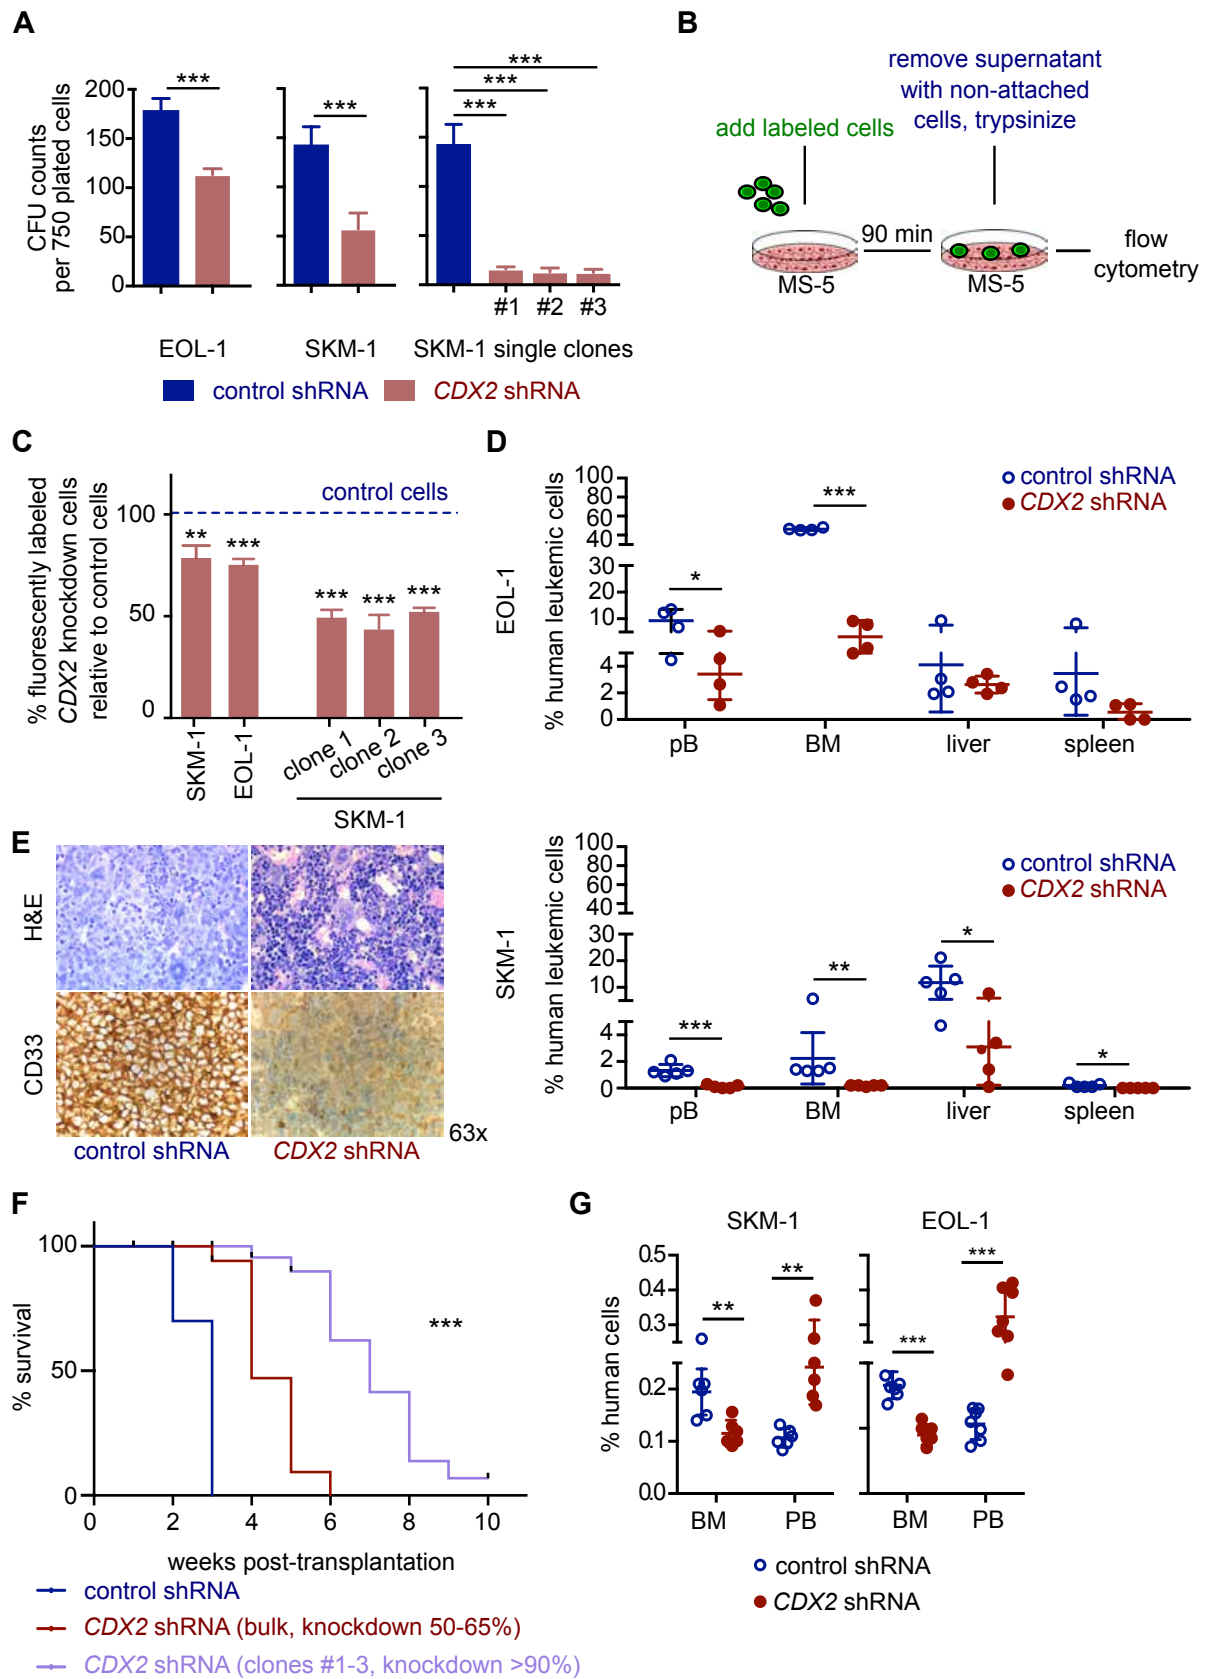 A
CFU counts
per 750 plated cells
200
150
100
50
0
***
***
***
***
***
#1 #2 #3
EOL-1
SKM-1
SKM-1 single clones
control shRNA
CDX2 shRNA
B
add labeled cells
remove supernatant
with non-attached
cells, trypsinize
90 min
MS-5
MS-5
flow
cytometry
C
% fluorescently labeled
CDX2 knockdown cells
relative to control cells
100
50
0
control cells
**
***
***
***
***
SKM-1
EOL-1
clone 1
clone 2
clone 3
SKM-1
D
EOL-1
% human leukemic cells
100
80
60
40
30
20
10
4
2
0
control shRNA
CDX2 shRNA
*
***
pB
BM
liver
spleen
SKM-1
% human leukemic cells
100
80
60
40
30
20
10
4
2
0
control shRNA
CDX2 shRNA
***
**
*
*
pB
BM
liver
spleen
E
H&E
CD33
control shRNA
CDX2 shRNA
63x
F
% survival
100
50
0
***
0 2 4 6 8 10
weeks post-transplantation
control shRNA
CDX2 shRNA (bulk, knockdown 50-65%)
CDX2 shRNA (clones #1-3, knockdown >90%)
G
SKM-1
EOL-1
% human cells
0.5
0.4
0.3
0.2
0.1
0.0
**
**
***
***
BM
PB
BM
PB
control shRNA
CDX2 shRNA